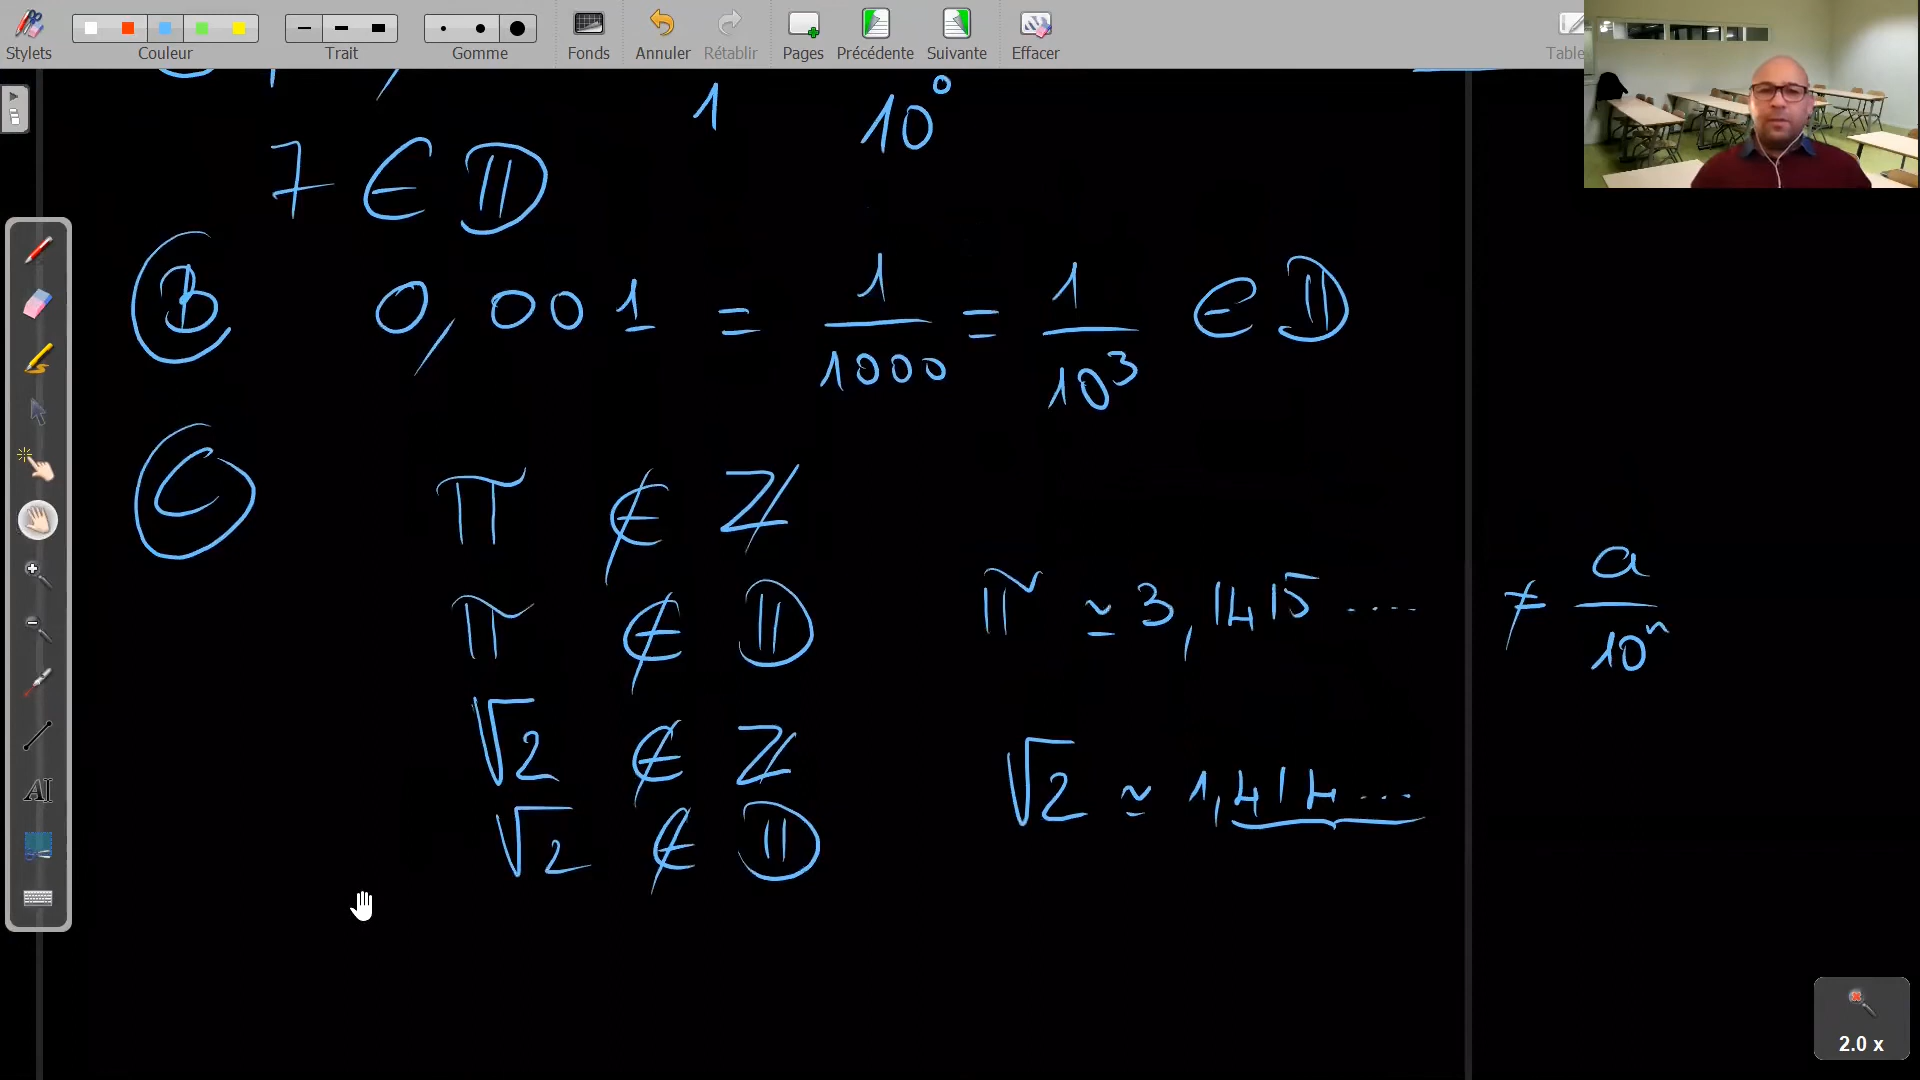 Stylets Couleur Trait Gomme Fonds Annuler Rétablir Pages Précédente Suivante Effacer Table
1 10⁰
7 ∈ 𝔻
B 0,001 = 1/1000 = 1/10³ ∈ 𝔻
C π ∉ ℤ
π ∉ 𝔻 π ≃ 3,1415.... ≠ a/10ⁿ
√2 ∉ ℤ √2 ≃ 1,414...
√2 ∉ 𝔻
AI
2.0 x